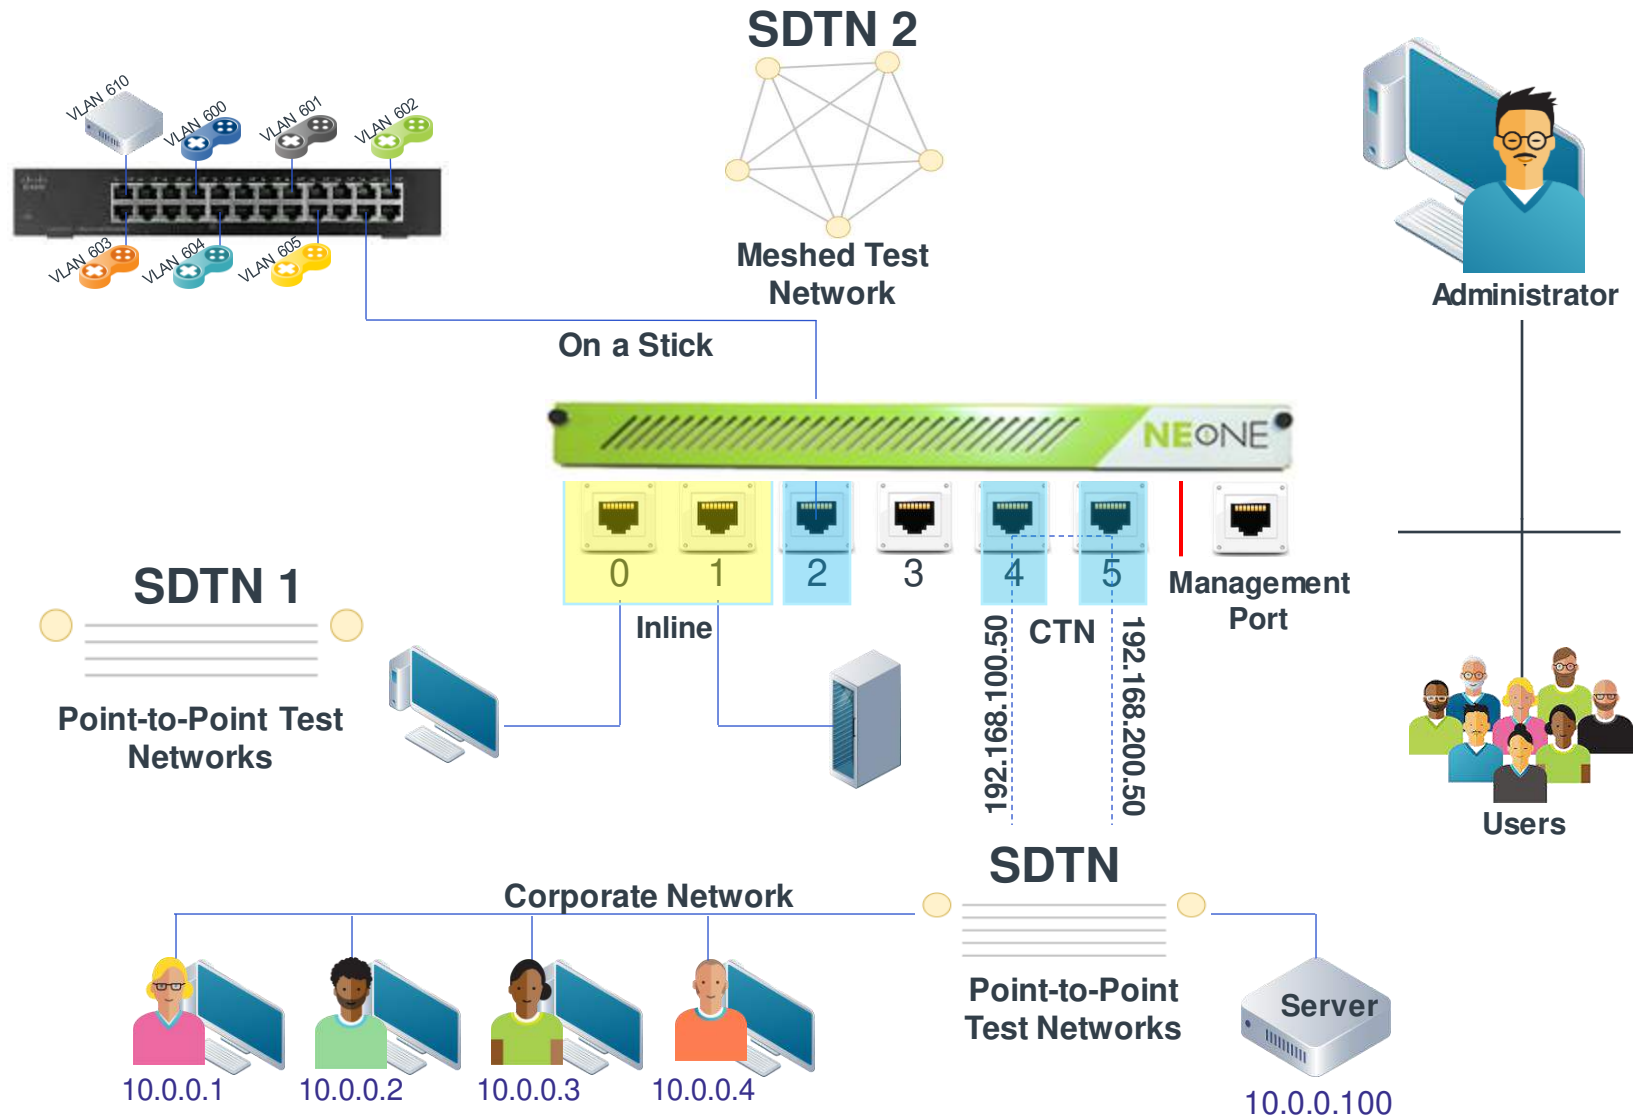 SDTN 2
VLAN 610
VLAN 600
VLAN 601
VLAN 602
VLAN 603
VLAN 604
VLAN 605
Meshed Test
Network
Administrator
On a Stick
NEONE
0
1
2
3
4
5
Management
Port
Inline
CTN
192.168.100.50
192.168.200.50
SDTN 1
Point-to-Point Test
Networks
Users
SDTN
Corporate Network
Point-to-Point
Test Networks
Server
10.0.0.1
10.0.0.2
10.0.0.3
10.0.0.4
10.0.0.100